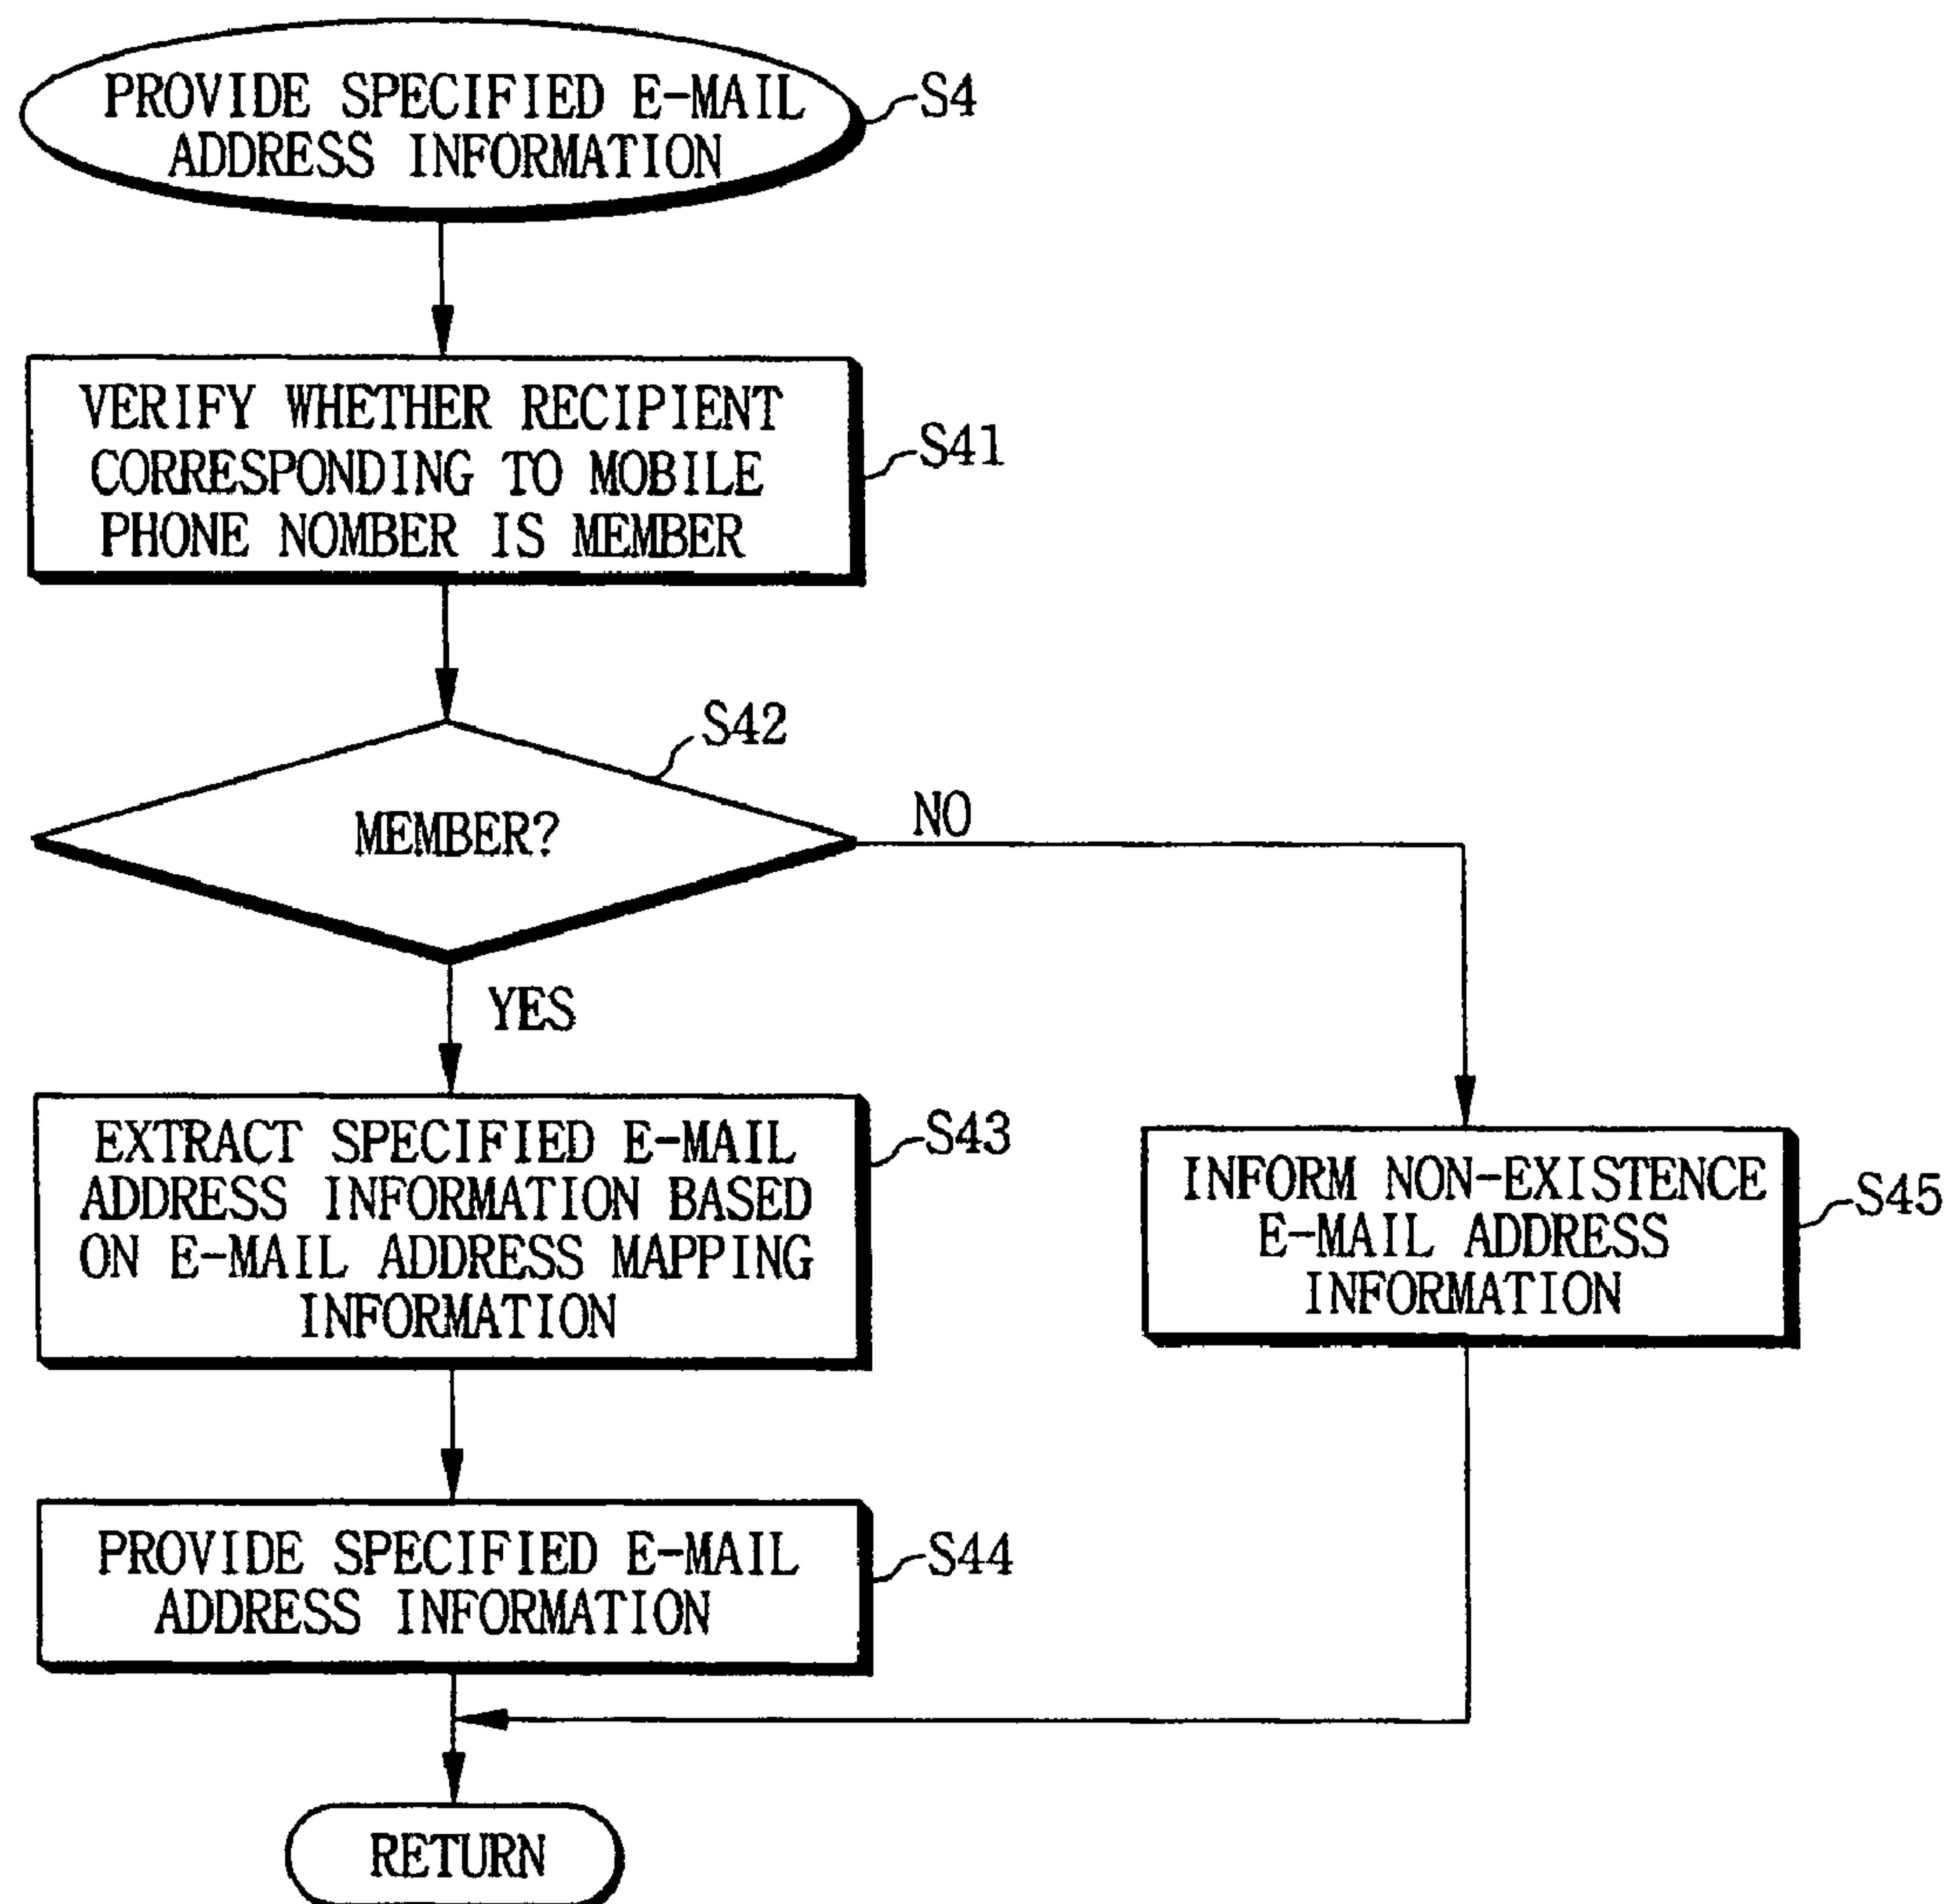 PROVIDE SPECIFIED E-MAIL
ADDRESS INFORMATION
S4
VERIFY WHETHER RECIPIENT
CORRESPONDING TO MOBILE
PHONE NOMBER IS MEMBER
S41
S42
MEMBER?
NO
YES
EXTRACT SPECIFIED E-MAIL
ADDRESS INFORMATION BASED
ON E-MAIL ADDRESS MAPPING
INFORMATION
S43
INFORM NON-EXISTENCE
E-MAIL ADDRESS
INFORMATION
S45
PROVIDE SPECIFIED E-MAIL
ADDRESS INFORMATION
S44
RETURN